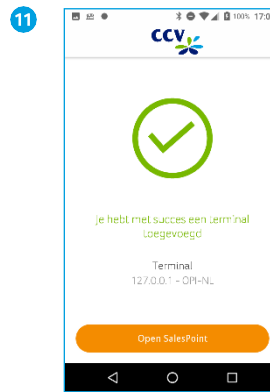 11
100% 17:0
CCV
je hebt met succes een terminal
toegevoegd
Terminal
127.0.0.1 - OPI-NL
Open SalesPoint